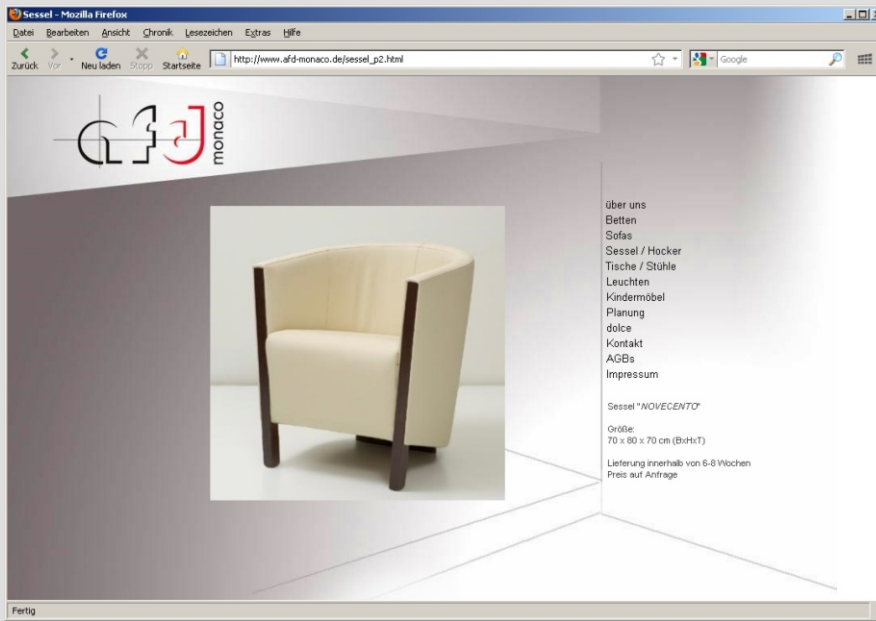 Sessel - Mozilla Firefox
Datei Bearbeiten Ansicht Chronik Lesezeichen Extras Hilfe
Zurück Vor Neu laden Stopp Startseite http://www.afd-monaco.de/sessel_p2.html Google
afd monaco
über uns
Betten
Sofas
Sessel / Hocker
Tische / Stühle
Leuchten
Kindermöbel
Planung
dolce
Kontakt
AGBs
Impressum
Sessel "NOVECENTO"
Größe:
70 x 80 x 70 cm (BxHxT)
Lieferung innerhalb von 6-8 Wochen
Preis auf Anfrage
Fertig